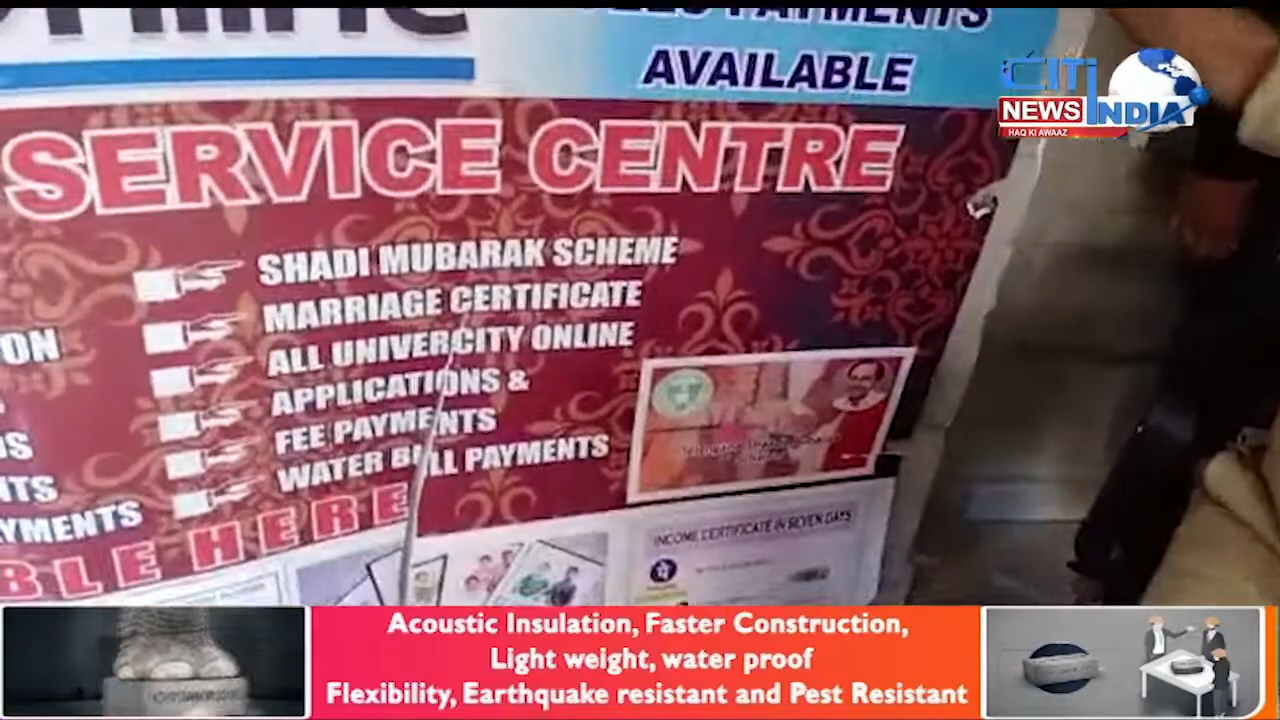 PAYMENTS
AVAILABLE
CITI
NEWS
INDIA
HAQ KI AWAAZ
SERVICE CENTRE
SHADI MUBARAK SCHEME
MARRIAGE CERTIFICATE
ALL UNIVERCITY ONLINE
APPLICATIONS &
FEE PAYMENTS
WATER BILL PAYMENTS
ON
YMENTS
BLE HERE
INCOME CERTIFICATE IN SEVEN DAYS
Acoustic Insulation, Faster Construction,
Light weight, water proof
Flexibility, Earthquake resistant and Pest Resistant